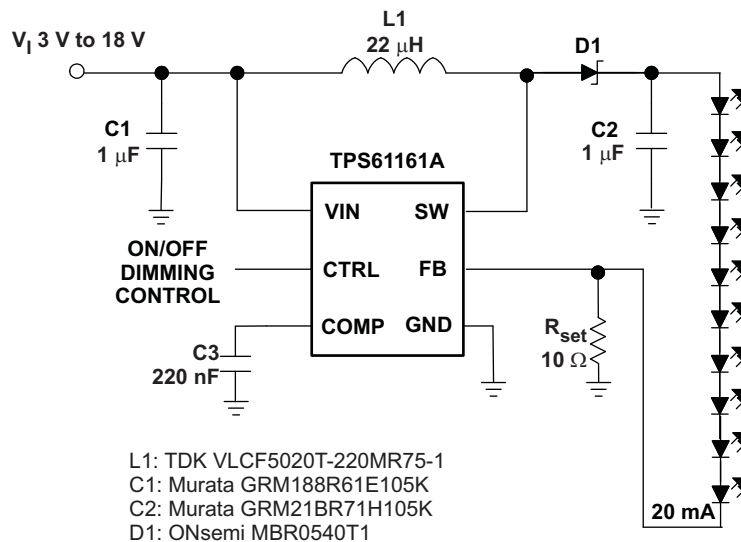 L1
22 μH
V_I 3 V to 18 V
D1
C1
1 μF
C2
1 μF
TPS61161A
VIN
SW
ON/OFF
DIMMING
CONTROL
CTRL
FB
COMP
GND
C3
220 nF
R_set
10 Ω
L1: TDK VLCF5020T-220MR75-1
C1: Murata GRM188R61E105K
C2: Murata GRM21BR71H105K
D1: ONsemi MBR0540T1
20 mA